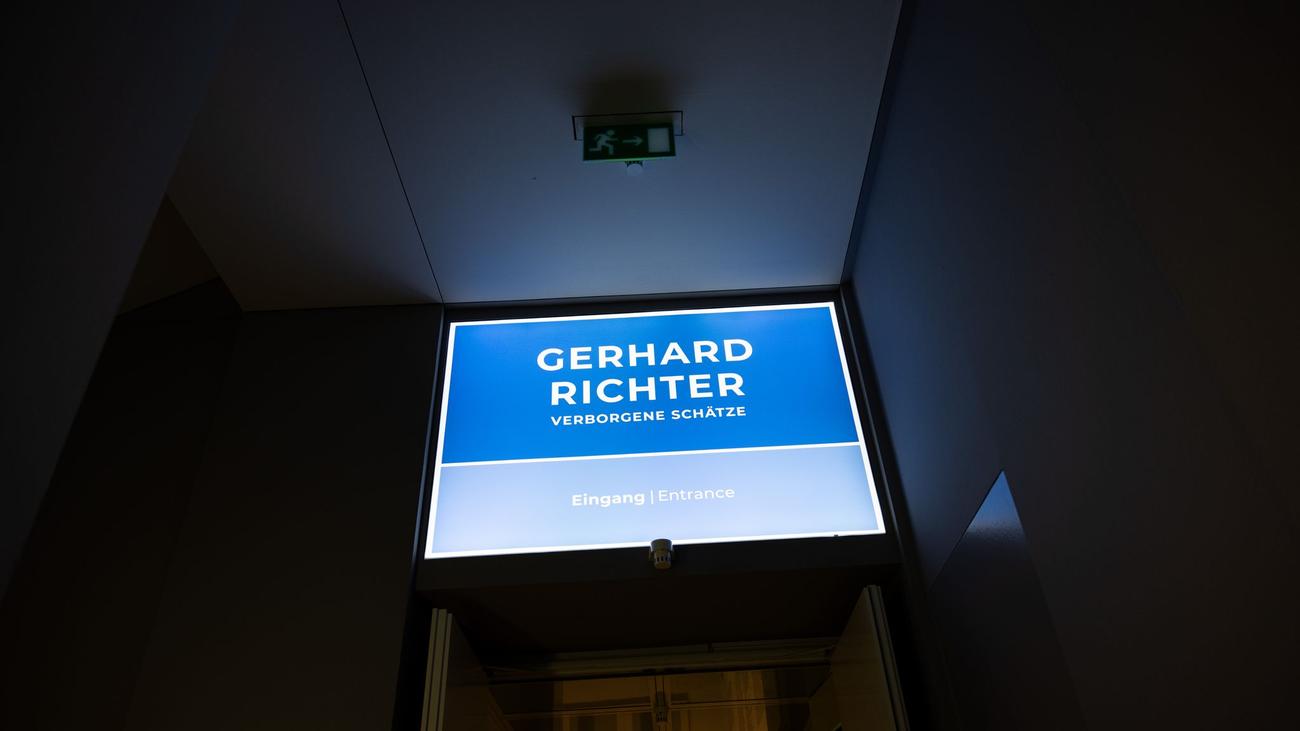 GERHARD
RICHTER
VERBORGENE SCHÄTZE
Eingang | Entrance